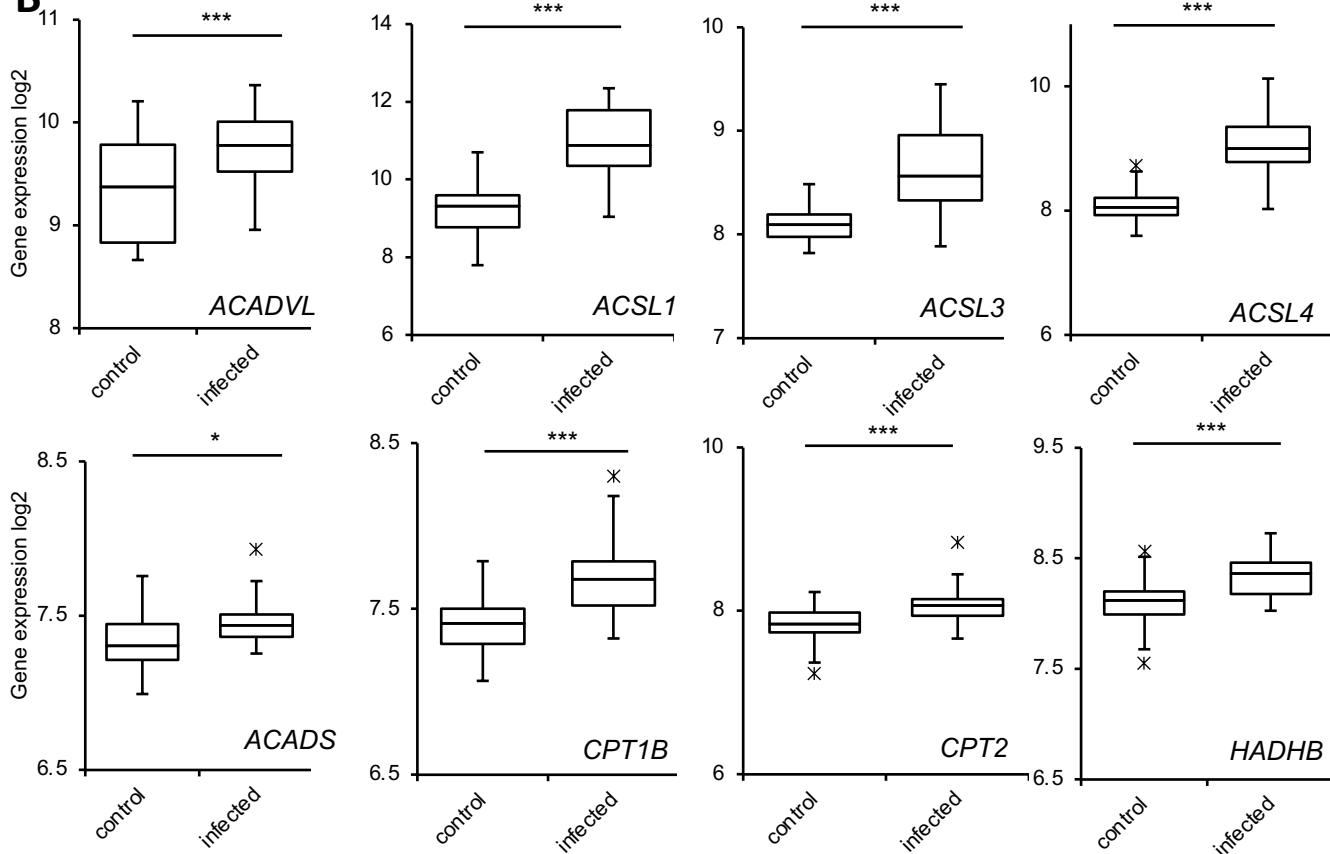 B
*** *** *** ***
Gene expression log2
11
10
9
8
ACADVL
control infected
14
12
10
8
6
ACSL1
control infected
10
9
8
7
ACSL3
control infected
10
8
6
ACSL4
control infected
* *** *** ***
Gene expression log2
8.5
7.5
6.5
ACADS
control infected
8.5
7.5
6.5
CPT1B
control infected
10
8
6
CPT2
control infected
9.5
8.5
7.5
6.5
HADHB
control infected